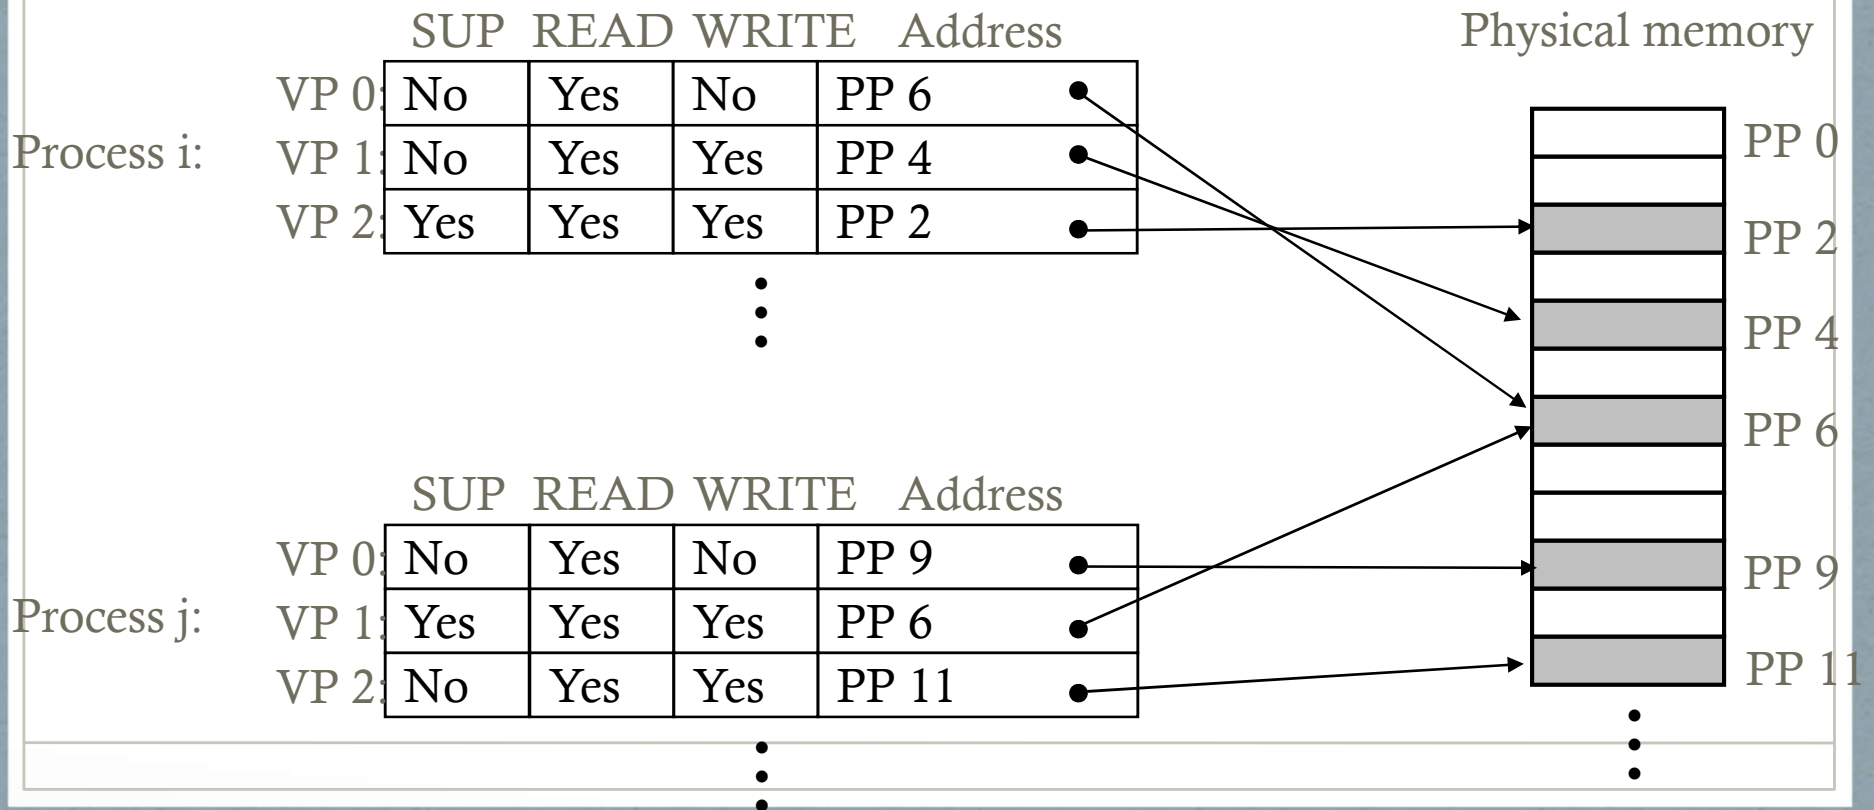 SUP READ WRITE Address Physical memory
VP 0: No Yes No PP 6
PP 0
Process i: VP 1: No Yes Yes PP 4
VP 2: Yes Yes Yes PP 2
PP 2
PP 4
PP 6
SUP READ WRITE Address
VP 0: No Yes No PP 9
PP 9
Process j: VP 1: Yes Yes Yes PP 6
VP 2: No Yes Yes PP 11
PP 11